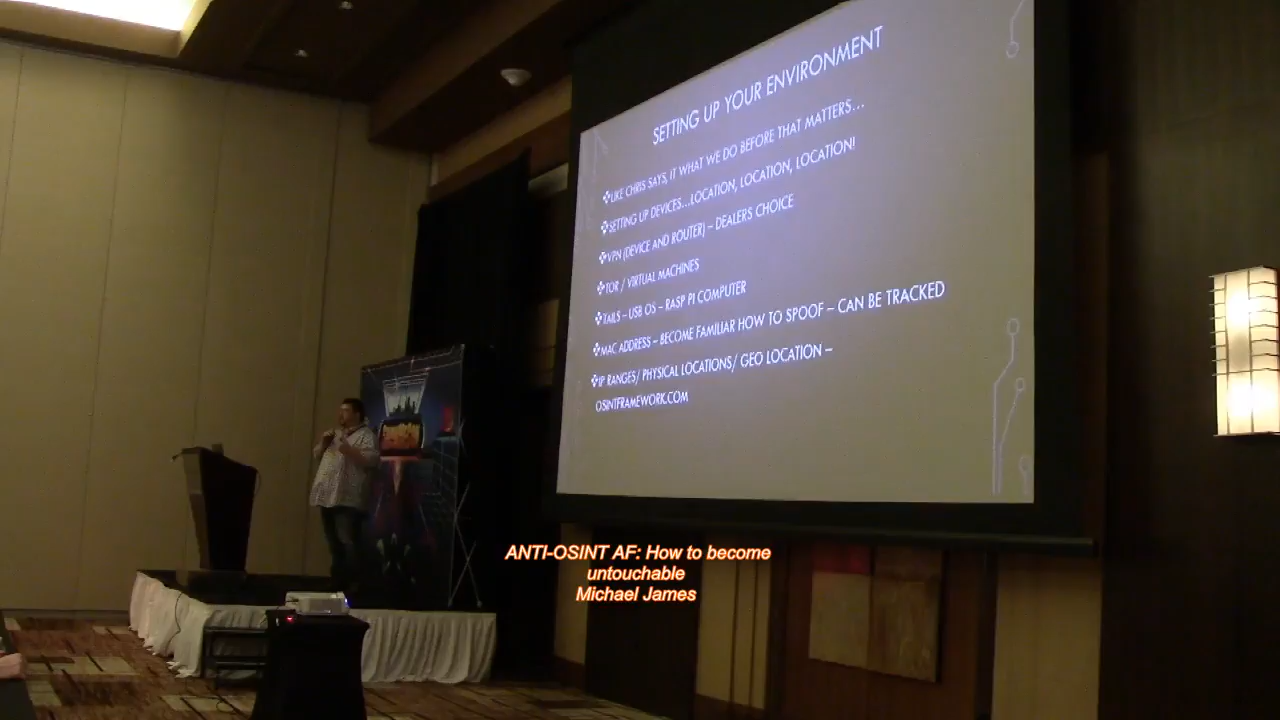 SETTING UP YOUR ENVIRONMENT
LIKE CHRIS SAYS, IT WHAT WE DO BEFORE THAT MATTERS...
SETTING UP DEVICES...LOCATION, LOCATION, LOCATION!
VPN (DEVICE AND ROUTER) – DEALERS CHOICE
TOR / VIRTUAL MACHINES
TAILS – USB OS – RASP PI COMPUTER
MAC ADDRESS – BECOME FAMILIAR HOW TO SPOOF – CAN BE TRACKED
IP RANGES/ PHYSICAL LOCATIONS/ GEO LOCATION –
OSINTFRAMEWORK.COM
ANTI-OSINT AF: How to become
untouchable
Michael James